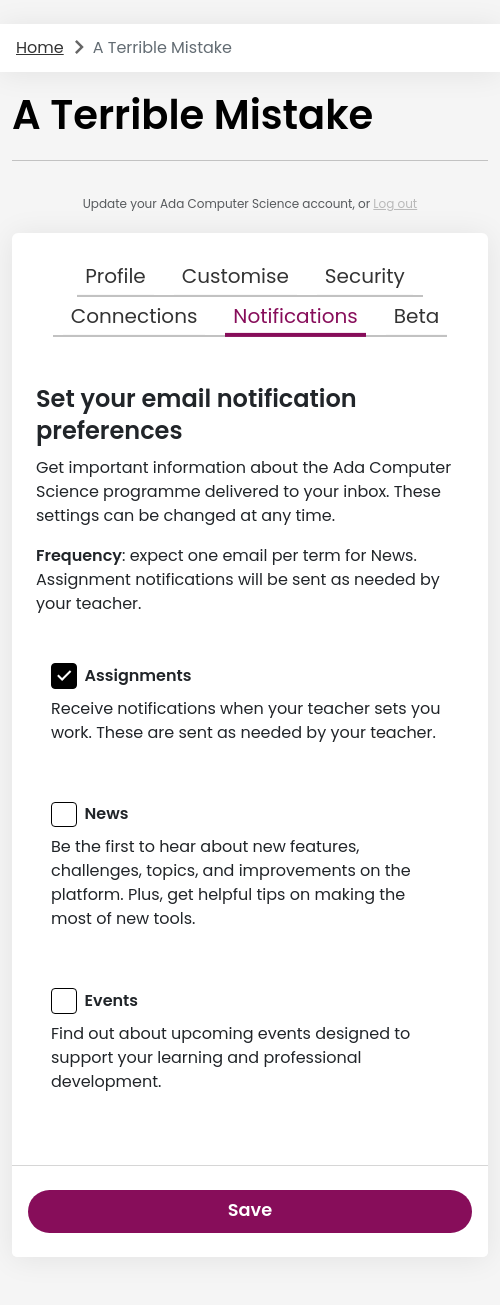 Home A Terrible Mistake
A Terrible Mistake
Update your Ada Computer Science account, or Log out
Profile Customise Security
Connections Notifications Beta
Set your email notification
preferences
Get important information about the Ada Computer
Science programme delivered to your inbox. These
settings can be changed at any time.
Frequency: expect one email per term for News.
Assignment notifications will be sent as needed by
your teacher.
Assignments
Receive notifications when your teacher sets you
work. These are sent as needed by your teacher.
News
Be the first to hear about new features,
challenges, topics, and improvements on the
platform. Plus, get helpful tips on making the
most of new tools.
Events
Find out about upcoming events designed to
support your learning and professional
development.
Save